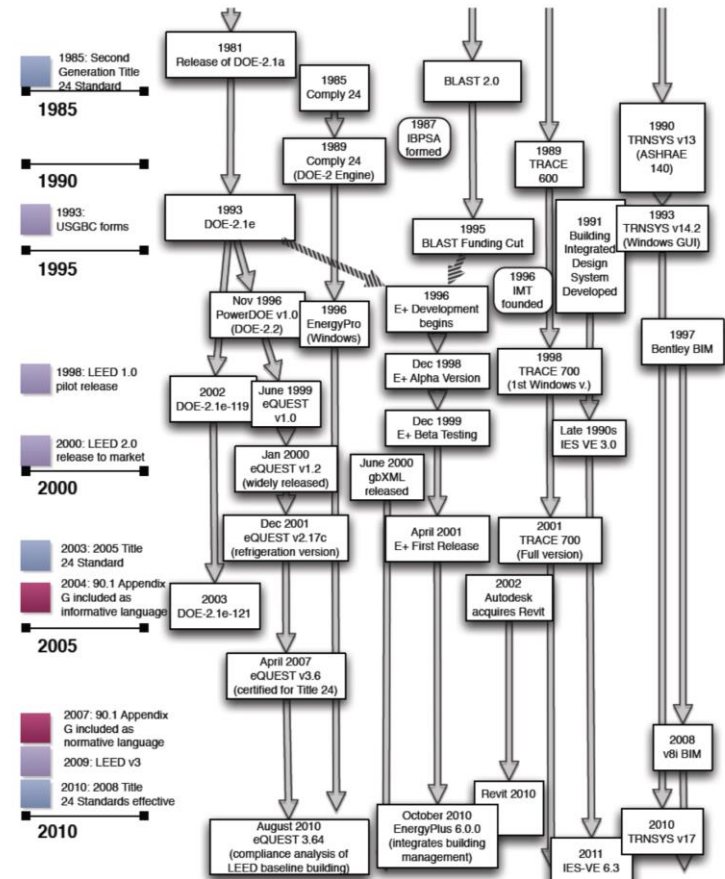 1985: Second
Generation Title
24 Standard
1985
1990
1993:
USGBC forms
1995
1998: LEED 1.0
pilot release
2000: LEED 2.0
release to market
2000
2003: 2005 Title
24 Standard
2004: 90.1 Appendix
G included as
informative language
2005
2007: 90.1 Appendix
G included as
normative language
2009: LEED v3
2010: 2008 Title
24 Standards effective
2010
1981
Release of DOE-2.1a
1993
DOE-2.1e
Nov 1996
PowerDOE v1.0
(DOE-2.2)
2002
DOE-2.1e-119
June 1999
eQUEST
v1.0
Jan 2000
eQUEST v1.2
(widely released)
Dec 2001
eQUEST v2.17c
(refrigeration version)
2003
DOE-2.1e-121
April 2007
eQUEST v3.6
(certified for Title 24)
August 2010
eQUEST 3.64
(compliance analysis of
LEED baseline building)
1985
Comply 24
1989
Comply 24
(DOE-2 Engine)
1996
EnergyPro
(Windows)
1987
IBPSA
formed
BLAST 2.0
1995
BLAST Funding Cut
1996
E+ Development
begins
Dec 1998
E+ Alpha Version
Dec 1999
E+ Beta Testing
June 2000
gbXML
released
April 2001
E+ First Release
October 2010
EnergyPlus 6.0.0
(integrates building
management)
1989
TRACE
600
1996
IMT
founded
1998
TRACE 700
(1st Windows v.)
2001
TRACE 700
(Full version)
2002
Autodesk
acquires Revit
Revit 2010
1991
Building
Integrated
Design
System
Developed
Late 1990s
IES VE 3.0
2011
IES-VE 6.3
1990
TRNSYS v13
(ASHRAE
140)
1993
TRNSYS v14.2
(Windows GUI)
1997
Bentley BIM
2008
v8i BIM
2010
TRNSYS v17